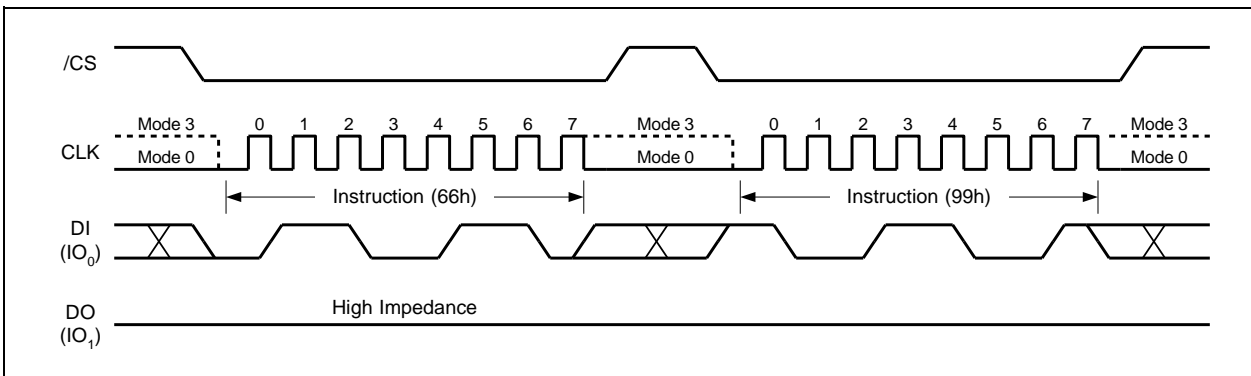 /CS
Mode 3 0 1 2 3 4 5 6 7 Mode 3 0 1 2 3 4 5 6 7 Mode 3
CLK
Mode 0 Mode 0 Mode 0
Instruction (66h) Instruction (99h)
DI
(IO0)
High Impedance
DO
(IO1)